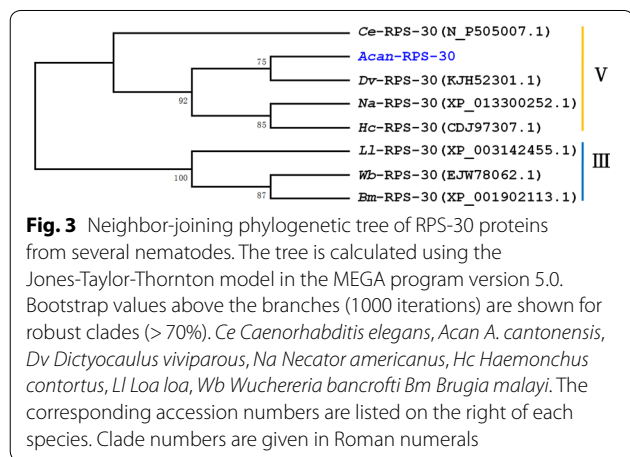 Ce-RPS-30(N_P505007.1)
75
Acan-RPS-30
V
Dv-RPS-30(KJH52301.1)
92
Na-RPS-30(XP_013300252.1)
85
Hc-RPS-30(CDJ97307.1)
Ll-RPS-30(XP_003142455.1)
III
100
Wb-RPS-30(EJW78062.1)
87
Bm-RPS-30(XP_001902113.1)
Fig. 3 Neighbor-joining phylogenetic tree of RPS-30 proteins
from several nematodes. The tree is calculated using the
Jones-Taylor-Thornton model in the MEGA program version 5.0.
Bootstrap values above the branches (1000 iterations) are shown for
robust clades (> 70%). Ce Caenorhabditis elegans, Acan A. cantonensis,
Dv Dictyocaulus viviparous, Na Necator americanus, Hc Haemonchus
contortus, Ll Loa loa, Wb Wuchereria bancrofti Bm Brugia malayi. The
corresponding accession numbers are listed on the right of each
species. Clade numbers are given in Roman numerals